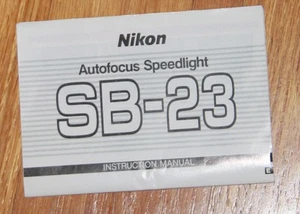 Nikon
Autofocus Speedlight
SB-23
INSTRUCTION MANUAL
E